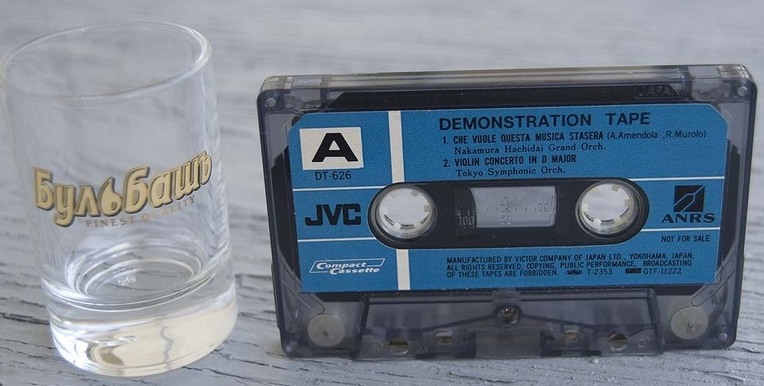 Бульбашъ
FINEST QUALITY
JAPAN
A
DT-626
DEMONSTRATION TAPE
1. CHE VUOLE QUESTA MUSICA STASERA (A.Amendola ,R.Murolo)
Nakamura Hachidai Grand Orch.
2. VIOLIN CONCERTO IN D MAJOR
Tokyo Symphonic Orch.
JVC
100
50
ANRS
NOT FOR SALE
Compact
Cassette
MANUFACTURED BY VICTOR COMPANY OF JAPAN LTD., YOKOHAMA, JAPAN.
ALL RIGHTS RESERVED, COPYING, PUBLIC PERFORMANCE, BROADCASTING
OF THESE TAPES ARE FORBIDDEN. T-2353 GTF-11222